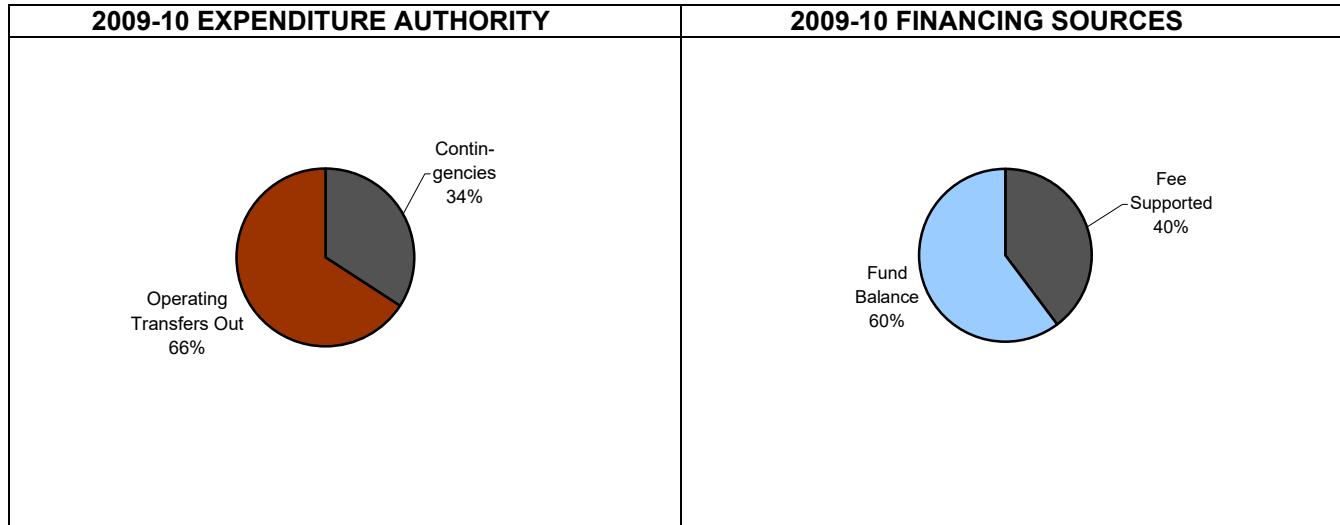 2009-10 EXPENDITURE AUTHORITY
2009-10 FINANCING SOURCES
Contin-
gencies
34%
Operating
Transfers Out
66%
Fee
Supported
40%
Fund
Balance
60%